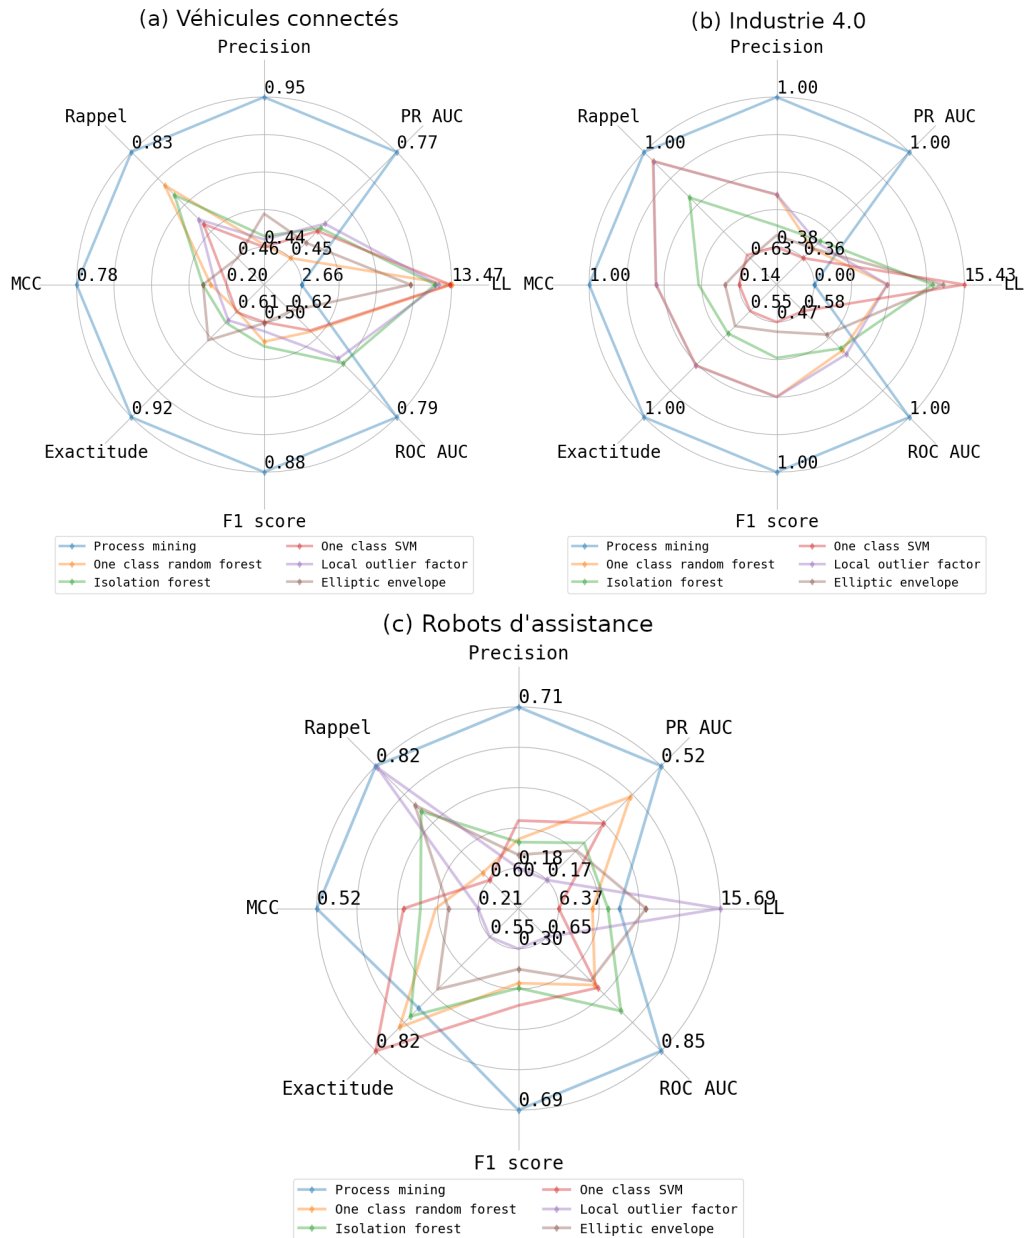 (a) Véhicules connectés
Precision
0.95
PR AUC
0.77
Rappel
0.83
0.44
0.46
0.45
MCC
0.78
0.20
2.66
13.47
LL
0.61
0.62
0.50
Exactitude
0.92
0.79
ROC AUC
0.88
F1 score
Process mining
One class random forest
Isolation forest
One class SVM
Local outlier factor
Elliptic envelope
(b) Industrie 4.0
Precision
1.00
PR AUC
1.00
Rappel
1.00
0.38
0.63
0.36
MCC
1.00
0.14
0.00
15.43
LL
0.55
0.58
0.47
Exactitude
1.00
1.00
ROC AUC
1.00
F1 score
Process mining
One class random forest
Isolation forest
One class SVM
Local outlier factor
Elliptic envelope
(c) Robots d'assistance
Precision
0.71
PR AUC
0.52
Rappel
0.82
0.18
0.60
0.17
MCC
0.52
0.21
6.37
15.69
LL
0.55
0.65
0.30
Exactitude
0.82
0.85
ROC AUC
0.69
F1 score
Process mining
One class random forest
Isolation forest
One class SVM
Local outlier factor
Elliptic envelope